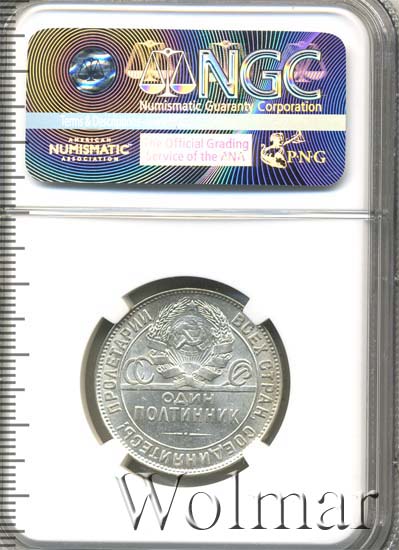 NGC
Numismatic Guaranty Corporation
Terms &
AMERICAN
NUMISMATIC
ASSOCIATION
The Official Grading
Service of the ANA
PNG
ПРОЛЕТАРИИ ВСЕХ СТРАН СОЕДИНЯЙТЕСЬ
ОДИН
ПОЛТИННИК
Wolmar